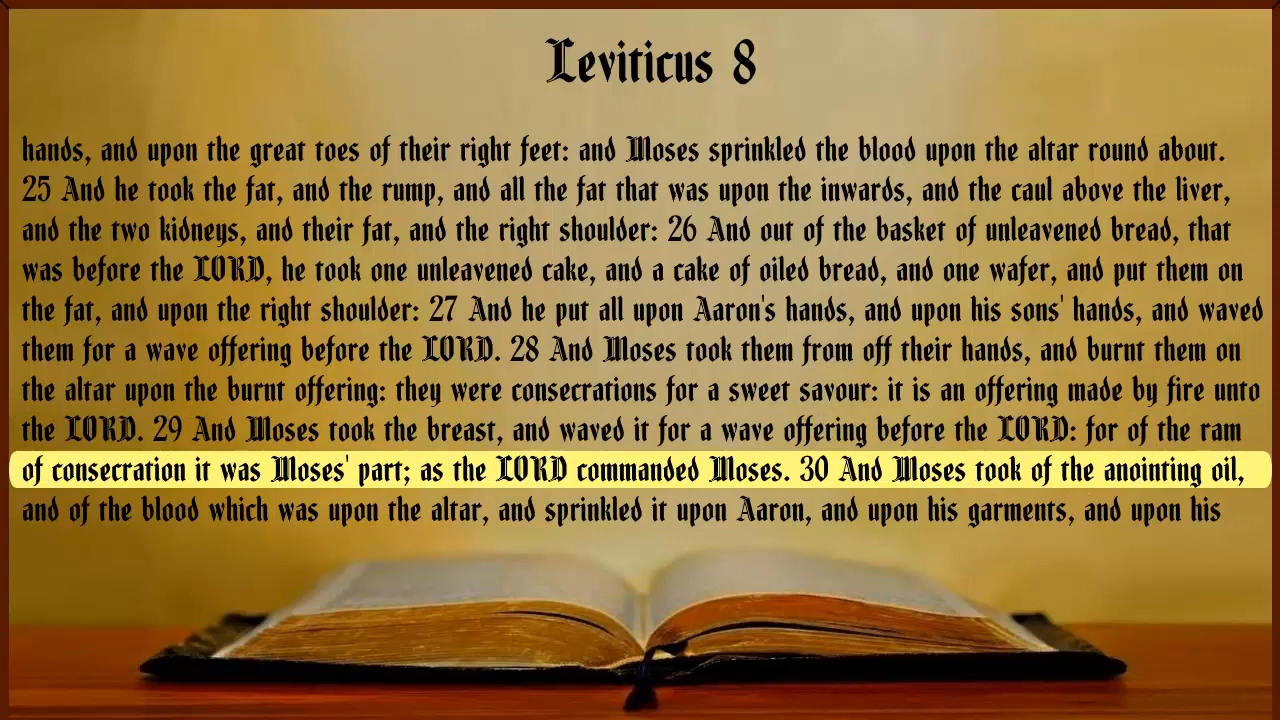 Leviticus 8
hands, and upon the great toes of their right feet: and Moses sprinkled the blood upon the altar round about.
25 And he took the fat, and the rump, and all the fat that was upon the inwards, and the caul above the liver,
and the two kidneys, and their fat, and the right shoulder: 26 And out of the basket of unleavened bread, that
was before the LORD, he took one unleavened cake, and a cake of oiled bread, and one wafer, and put them on
the fat, and upon the right shoulder: 27 And he put all upon Aaron's hands, and upon his sons' hands, and waved
them for a wave offering before the LORD. 28 And Moses took them from off their hands, and burnt them on
the altar upon the burnt offering: they were consecrations for a sweet savour: it is an offering made by fire unto
the LORD. 29 And Moses took the breast, and waved it for a wave offering before the LORD: for of the ram
of consecration it was Moses' part; as the LORD commanded Moses. 30 And Moses took of the anointing oil,
and of the blood which was upon the altar, and sprinkled it upon Aaron, and upon his garments, and upon his